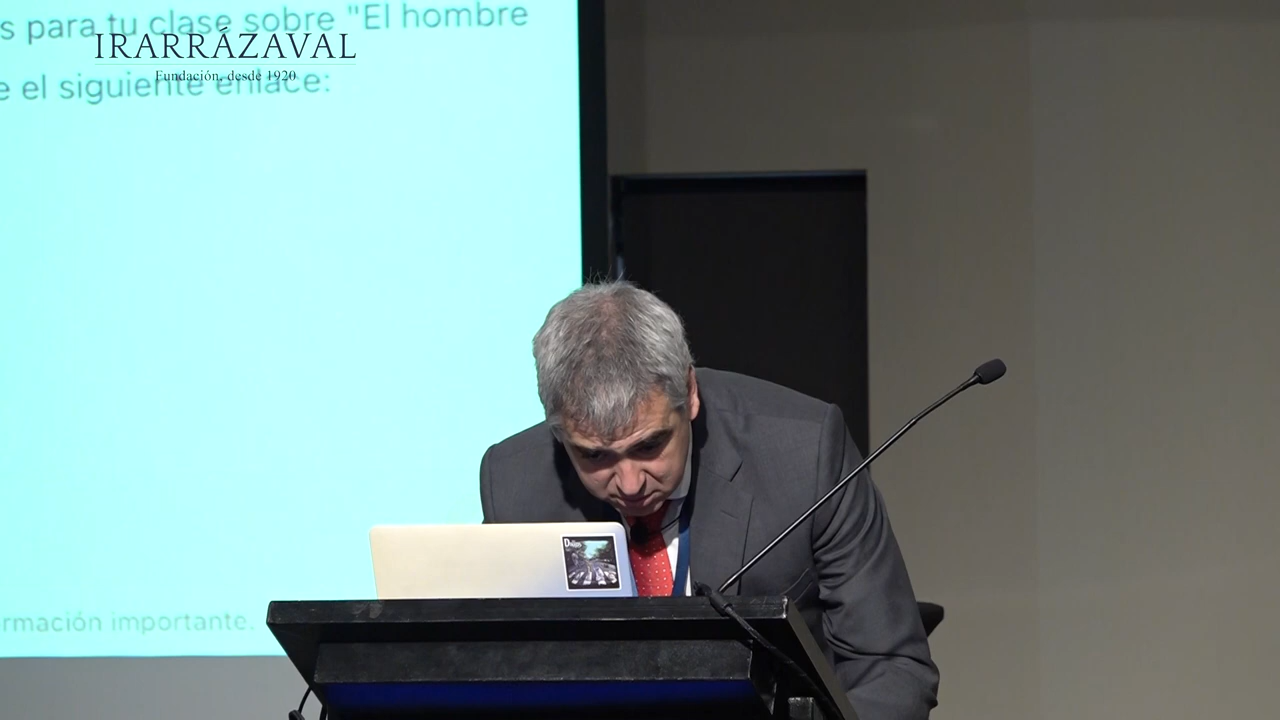 s para tu clase sobre "El hombre
IRARRÁZAVAL
Fundación, desde 1920
e el siguiente enlace:
rmación importante.